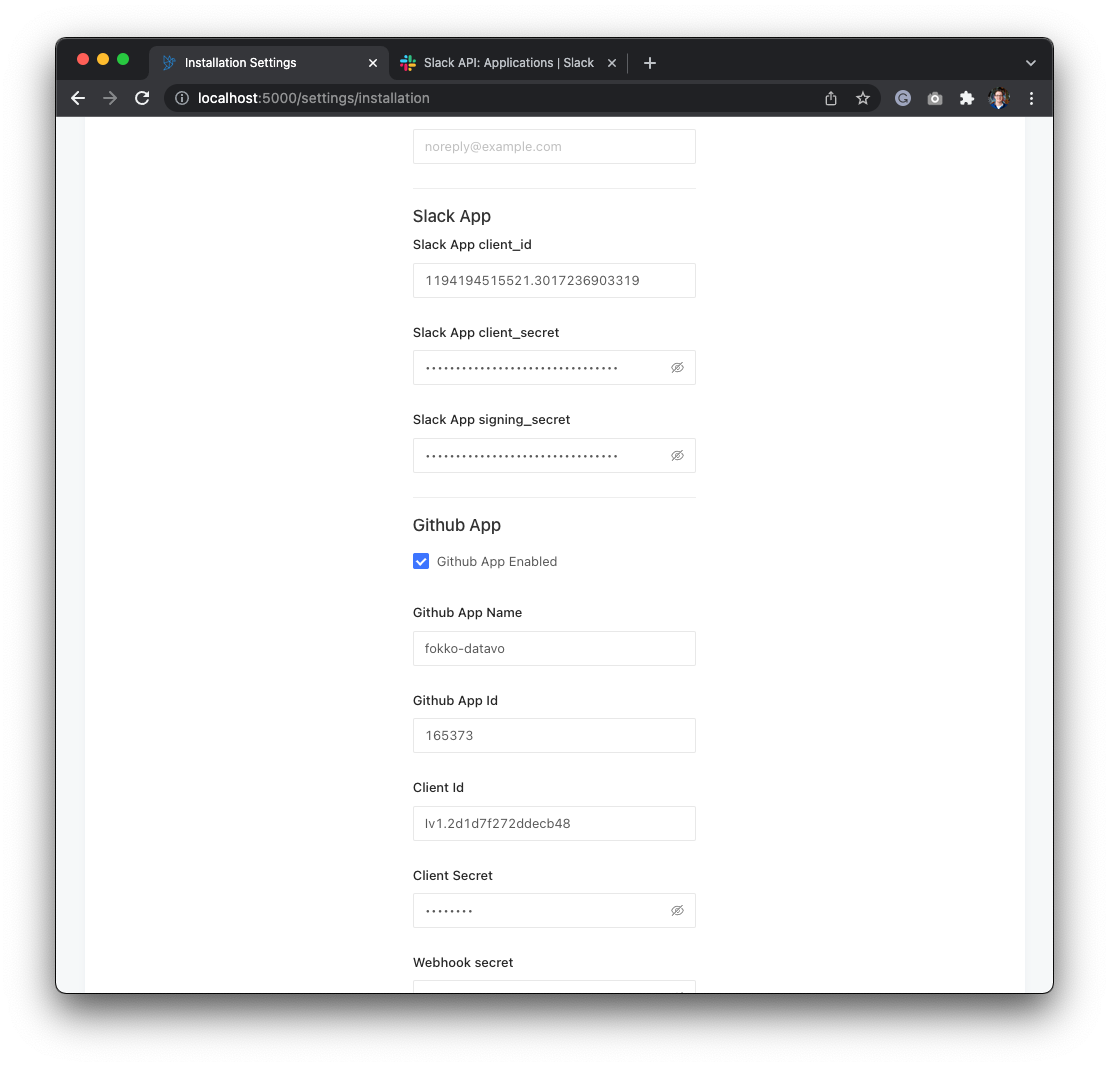 Installation Settings
Slack API: Applications | Slack
localhost:5000/settings/installation
noreply@example.com
Slack App
Slack App client_id
1194194515521.3017236903319
Slack App client_secret
••••••••••••••••••••••••••••••••
Slack App signing_secret
••••••••••••••••••••••••••••••••
Github App
Github App Enabled
Github App Name
fokko-datavo
Github App Id
165373
Client Id
Iv1.2d1d7f272ddecb48
Client Secret
••••••••
Webhook secret